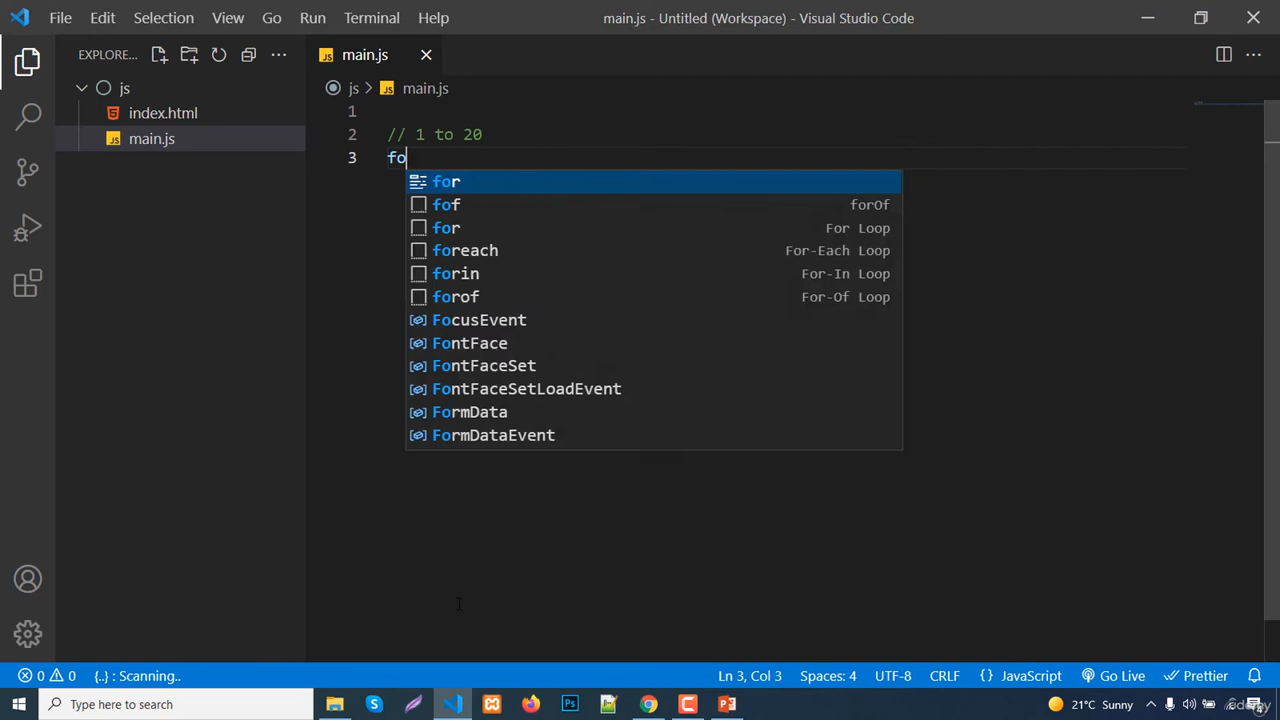 File Edit Selection View Go Run Terminal Help main.js - Untitled (Workspace) - Visual Studio Code
EXPLORE... JS main.js
js
JS main.js
index.html
JS main.js
1
2 // 1 to 20
3 fo
for
fof forOf
for For Loop
foreach For-Each Loop
forin For-In Loop
forof For-Of Loop
FocusEvent
FontFace
FontFaceSet
FontFaceSetLoadEvent
FormData
FormDataEvent
0 0 {..} : Scanning.. Ln 3, Col 3 Spaces: 4 UTF-8 CRLF {} JavaScript Go Live Prettier
Type here to search 21°C Sunny